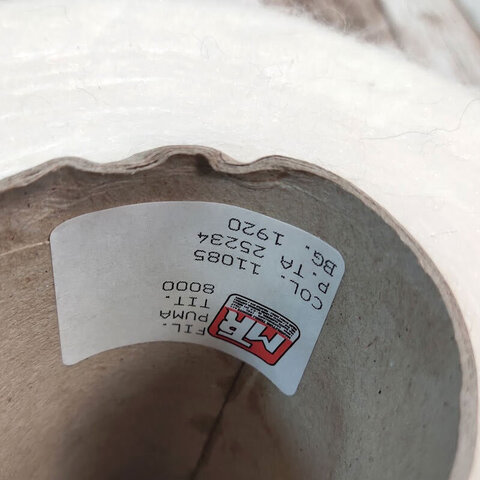 MR
FIL.
PUMA
TIT.
8000
COL. 11085
P.TA 25234
BG. 1920